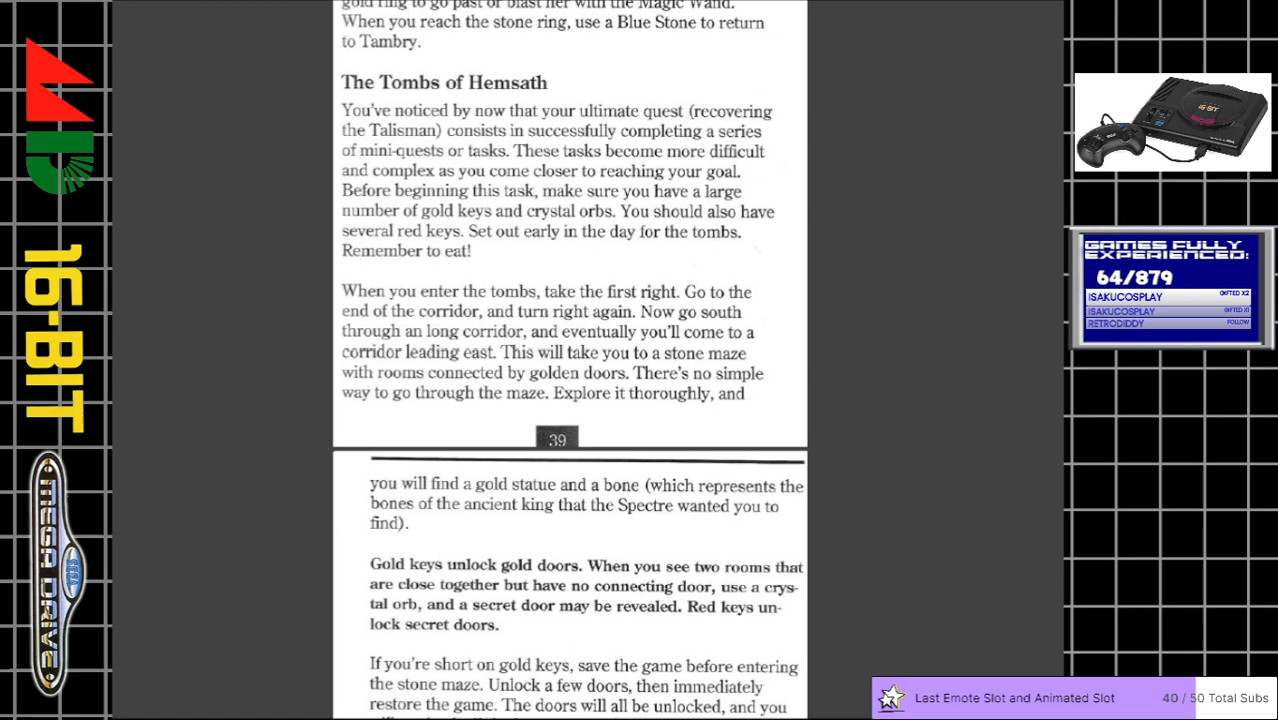 gold ring to go past or blast her with the Magic Wand.
When you reach the stone ring, use a Blue Stone to return
to Tambry.
The Tombs of Hemsath
You've noticed by now that your ultimate quest (recovering
the Talisman) consists in successfully completing a series
of mini-quests or tasks. These tasks become more difficult
and complex as you come closer to reaching your goal.
Before beginning this task, make sure you have a large
number of gold keys and crystal orbs. You should also have
several red keys. Set out early in the day for the tombs.
Remember to eat!
When you enter the tombs, take the first right. Go to the
end of the corridor, and turn right again. Now go south
through an long corridor, and eventually you'll come to a
corridor leading east. This will take you to a stone maze
with rooms connected by golden doors. There's no simple
way to go through the maze. Explore it thoroughly, and
39
you will find a gold statue and a bone (which represents the
bones of the ancient king that the Spectre wanted you to
find).
Gold keys unlock gold doors. When you see two rooms that
are close together but have no connecting door, use a crys-
tal orb, and a secret door may be revealed. Red keys un-
lock secret doors.
If you're short on gold keys, save the game before entering
the stone maze. Unlock a few doors, then immediately
restore the game. The doors will all be unlocked, and you
MD
16-BIT
MEGA DRIVE
SEGA
16-BIT
GAMES FULLY
EXPERIENCED:
64/879
ISAKUCOSPLAY GIFTED X2
ISAKUCOSPLAY GIFTED X1
RETRODIDDY FOLLOW
Last Emote Slot and Animated Slot 40 / 50 Total Subs